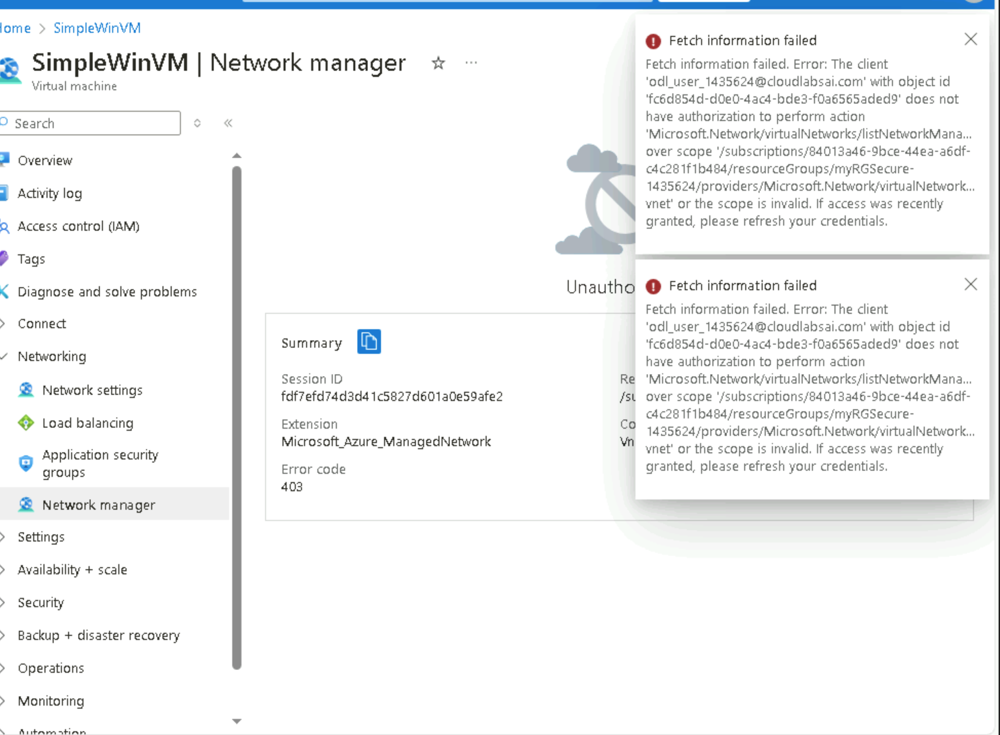 Home > SimpleWinVM
SimpleWinVM | Network manager
Virtual machine
Search
Overview
Activity log
Access control (IAM)
Tags
Diagnose and solve problems
Connect
Networking
Network settings
Load balancing
Application security
groups
Network manager
Settings
Availability + scale
Security
Backup + disaster recovery
Operations
Monitoring
Automation
Unautho
Summary
Session ID
fdf7efd74d3d41c5827d601a0e59afe2
Extension
Microsoft_Azure_ManagedNetwork
Error code
403
Re
/su
Co
Vn
Fetch information failed
Fetch information failed. Error: The client
'odl_user_1435624@cloudlabsai.com' with object id
'fc6d854d-d0e0-4ac4-bde3-f0a6565aded9' does not
have authorization to perform action
'Microsoft.Network/virtualNetworks/listNetworkMana...
over scope '/subscriptions/84013a46-9bce-44ea-a6df-
c4c281f1b484/resourceGroups/myRGSecure-
1435624/providers/Microsoft.Network/virtualNetwork...
vnet' or the scope is invalid. If access was recently
granted, please refresh your credentials.
Fetch information failed
Fetch information failed. Error: The client
'odl_user_1435624@cloudlabsai.com' with object id
'fc6d854d-d0e0-4ac4-bde3-f0a6565aded9' does not
have authorization to perform action
'Microsoft.Network/virtualNetworks/listNetworkMana...
over scope '/subscriptions/84013a46-9bce-44ea-a6df-
c4c281f1b484/resourceGroups/myRGSecure-
1435624/providers/Microsoft.Network/virtualNetwork...
vnet' or the scope is invalid. If access was recently
granted, please refresh your credentials.